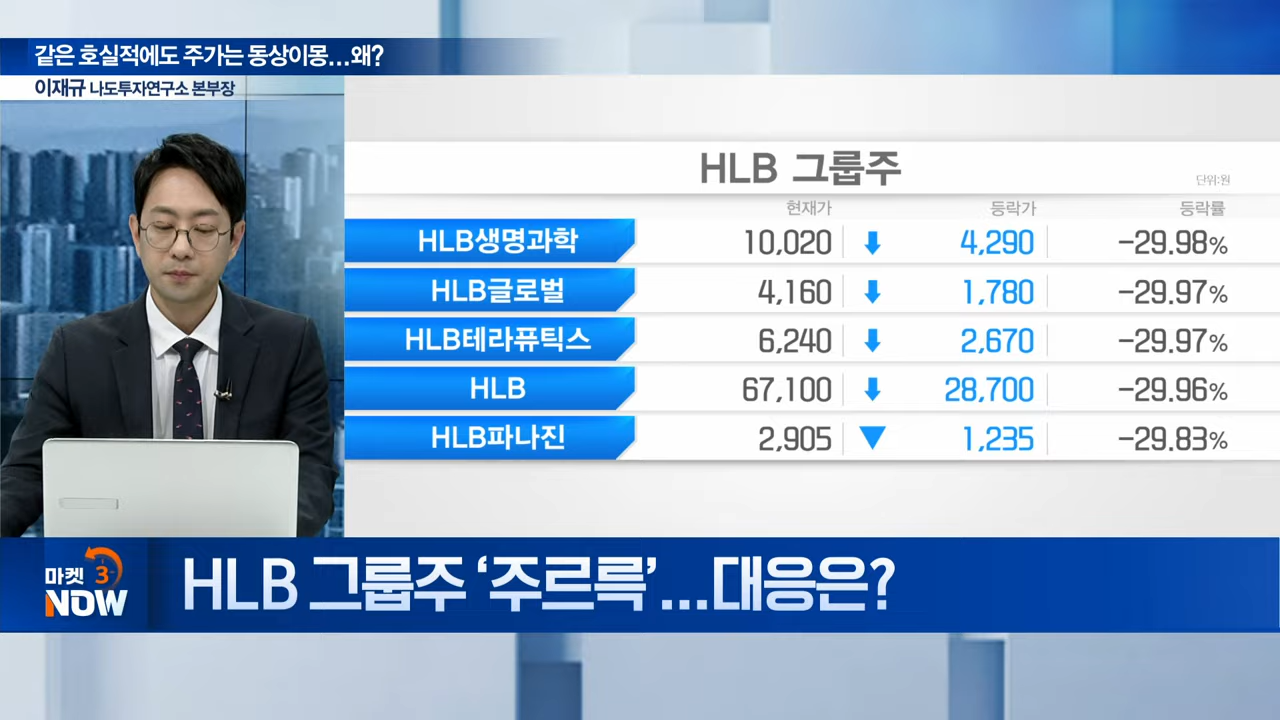 같은 호실적에도 주가는 동상이몽...왜?
이재규 나도투자연구소 본부장
HLB 그룹주
단위:원
현재가 등락가 등락률
HLB생명과학 10,020 4,290 -29.98%
HLB글로벌 4,160 1,780 -29.97%
HLB테라퓨틱스 6,240 2,670 -29.97%
HLB 67,100 28,700 -29.96%
HLB파나진 2,905 1,235 -29.83%
마켓 3
NOW
HLB 그룹주 '주르륵'...대응은?